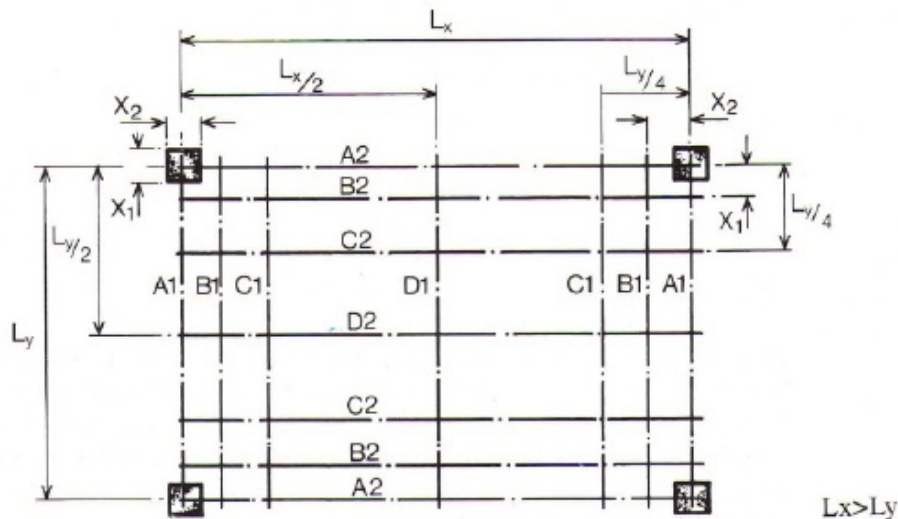 Lx
Lx/2 Ly/4
X2 X2
A2
B2
X1 X1
Ly/2 Ly/4
C2
A1 B1 C1 D1 C1 B1 A1
Ly
D2
C2
B2
A2
Lx>Ly